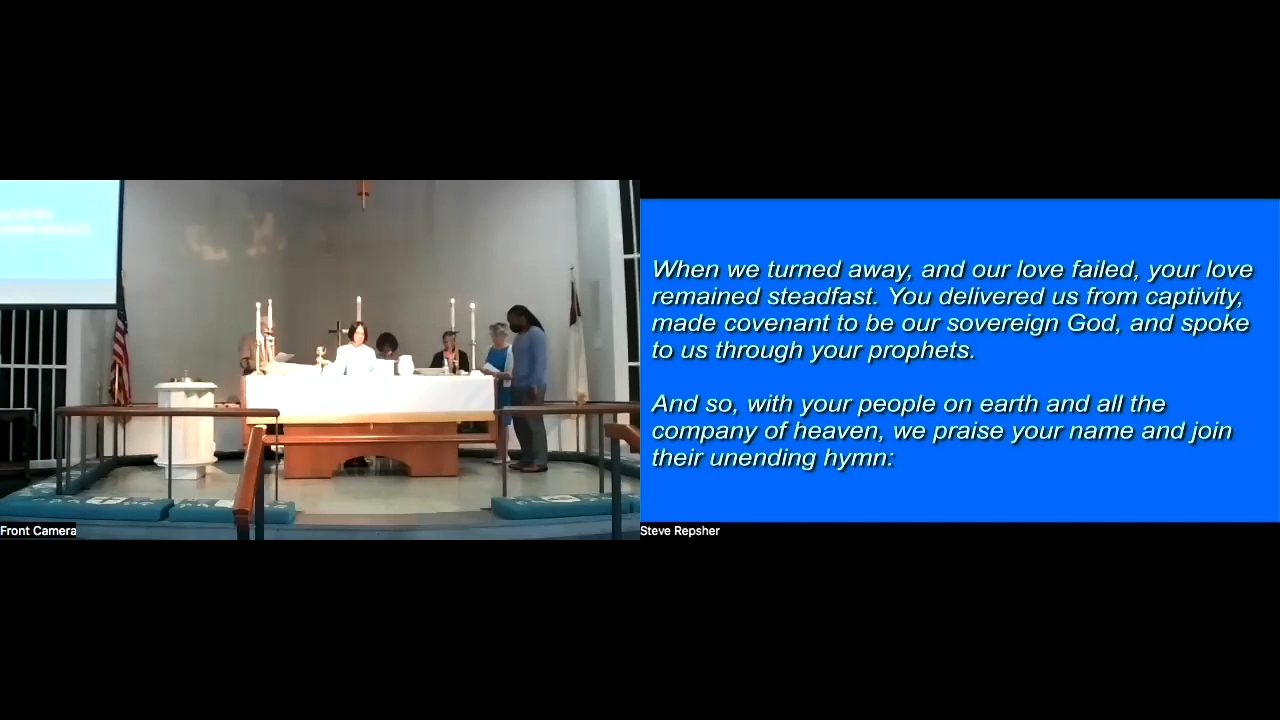 When we turned away, and our love failed, your love
remained steadfast. You delivered us from captivity,
made covenant to be our sovereign God, and spoke
to us through your prophets.
And so, with your people on earth and all the
company of heaven, we praise your name and join
their unending hymn:
Front Camera
Steve Repsher